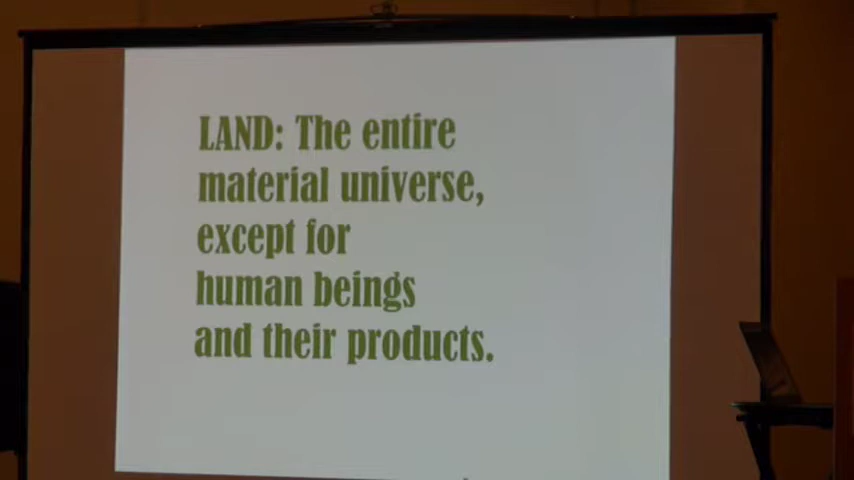 LAND: The entire
material universe,
except for
human beings
and their products.